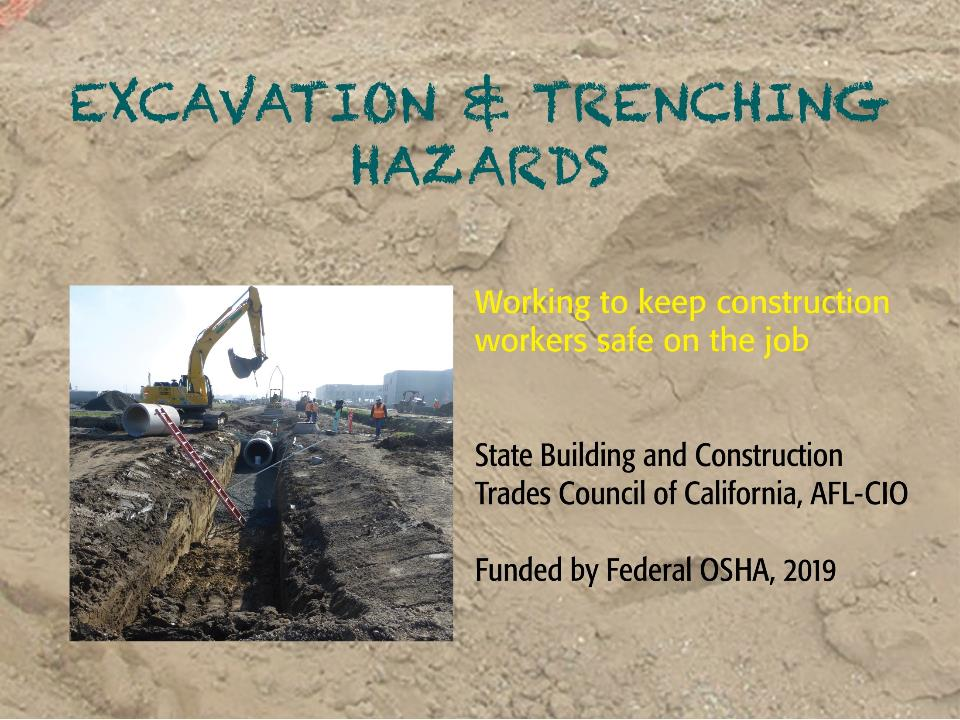 EXCAVATION & TRENCHING
HAZARDS
Working to keep construction
workers safe on the job
State Building and Construction
Trades Council of California, AFL-CIO
Funded by Federal OSHA, 2019